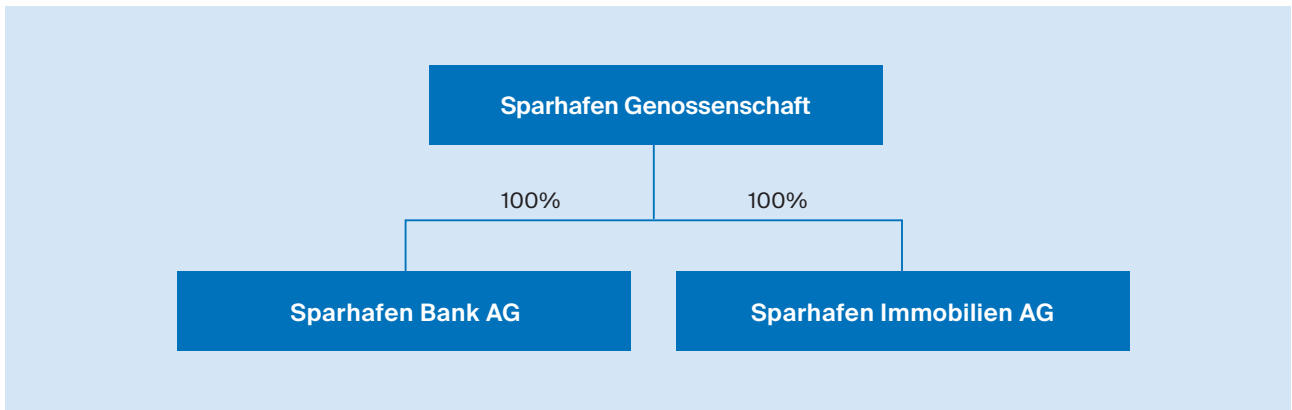 Sparhafen Genossenschaft
100%
100%
Sparhafen Bank AG
Sparhafen Immobilien AG